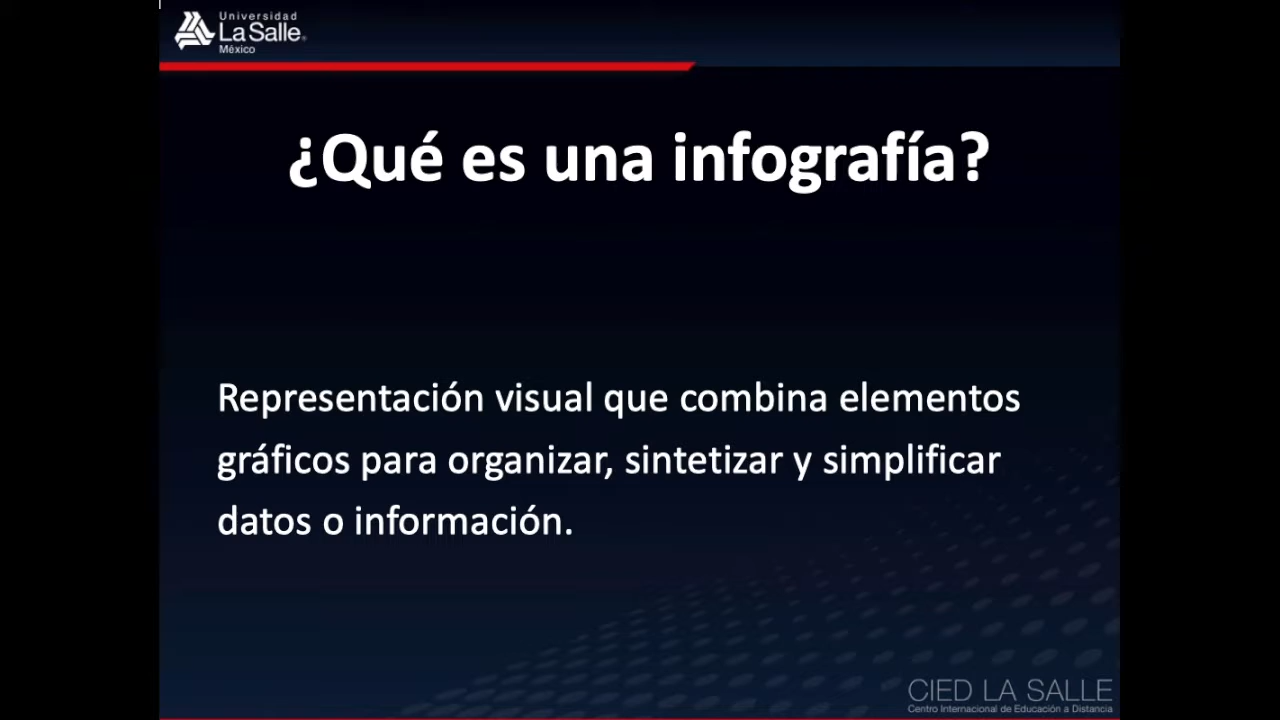 Universidad
La Salle
México
¿Qué es una infografía?
Representación visual que combina elementos
gráficos para organizar, sintetizar y simplificar
datos o información.
CIED LA SALLE
Centro Internacional de Educación a Distancia